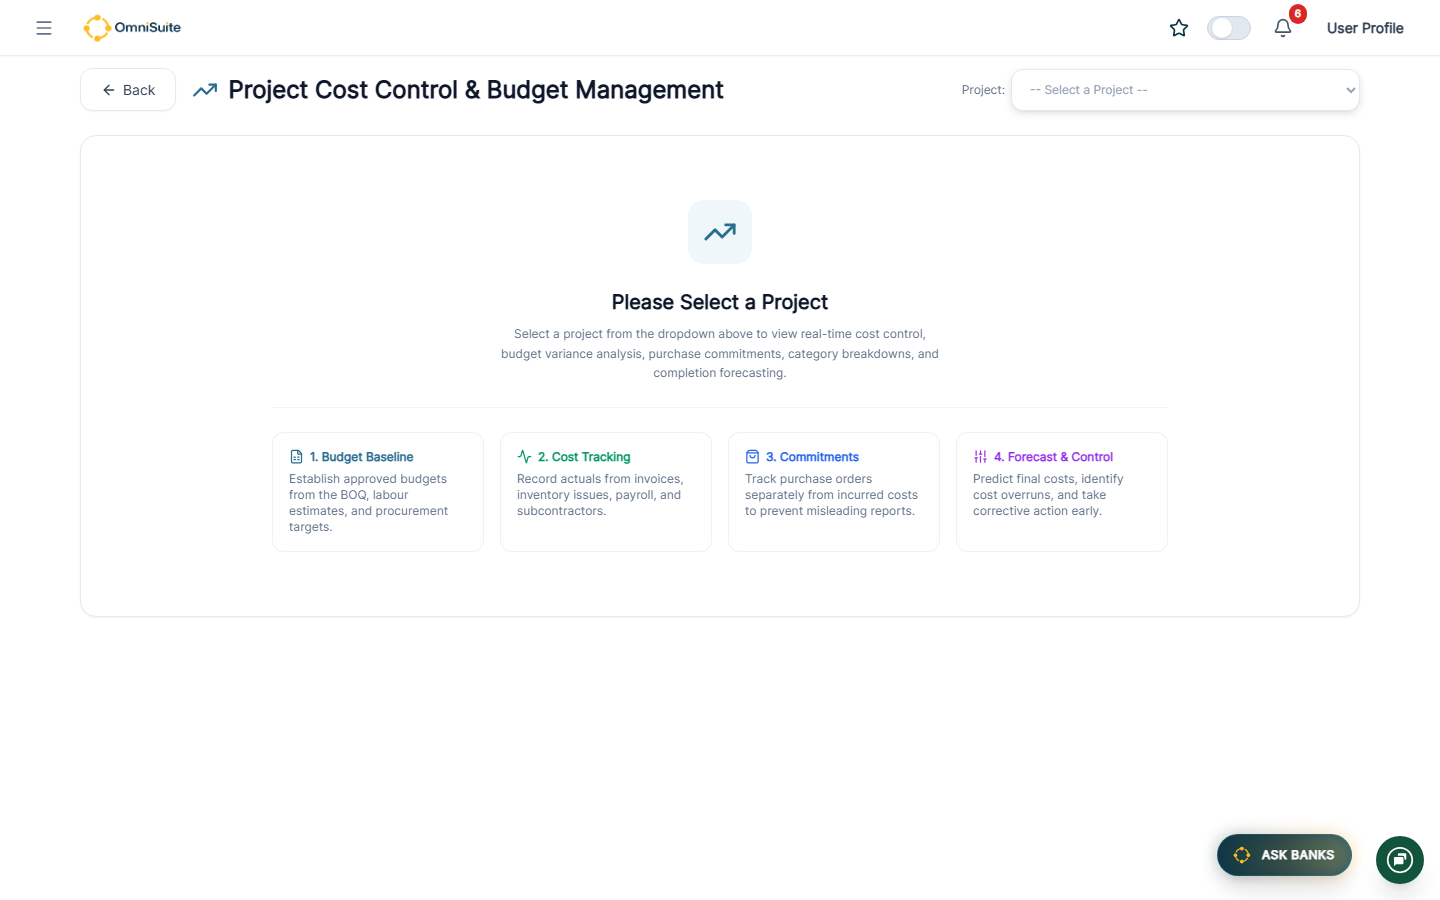 OmniSuite
6
User Profile
Back
Project Cost Control & Budget Management
Project:
-- Select a Project --
Please Select a Project
Select a project from the dropdown above to view real-time cost control,
budget variance analysis, purchase commitments, category breakdowns, and
completion forecasting.
1. Budget Baseline
Establish approved budgets
from the BOQ, labour
estimates, and procurement
targets.
2. Cost Tracking
Record actuals from invoices,
inventory issues, payroll, and
subcontractors.
3. Commitments
Track purchase orders
separately from incurred costs
to prevent misleading reports.
4. Forecast & Control
Predict final costs, identify
cost overruns, and take
corrective action early.
ASK BANKS